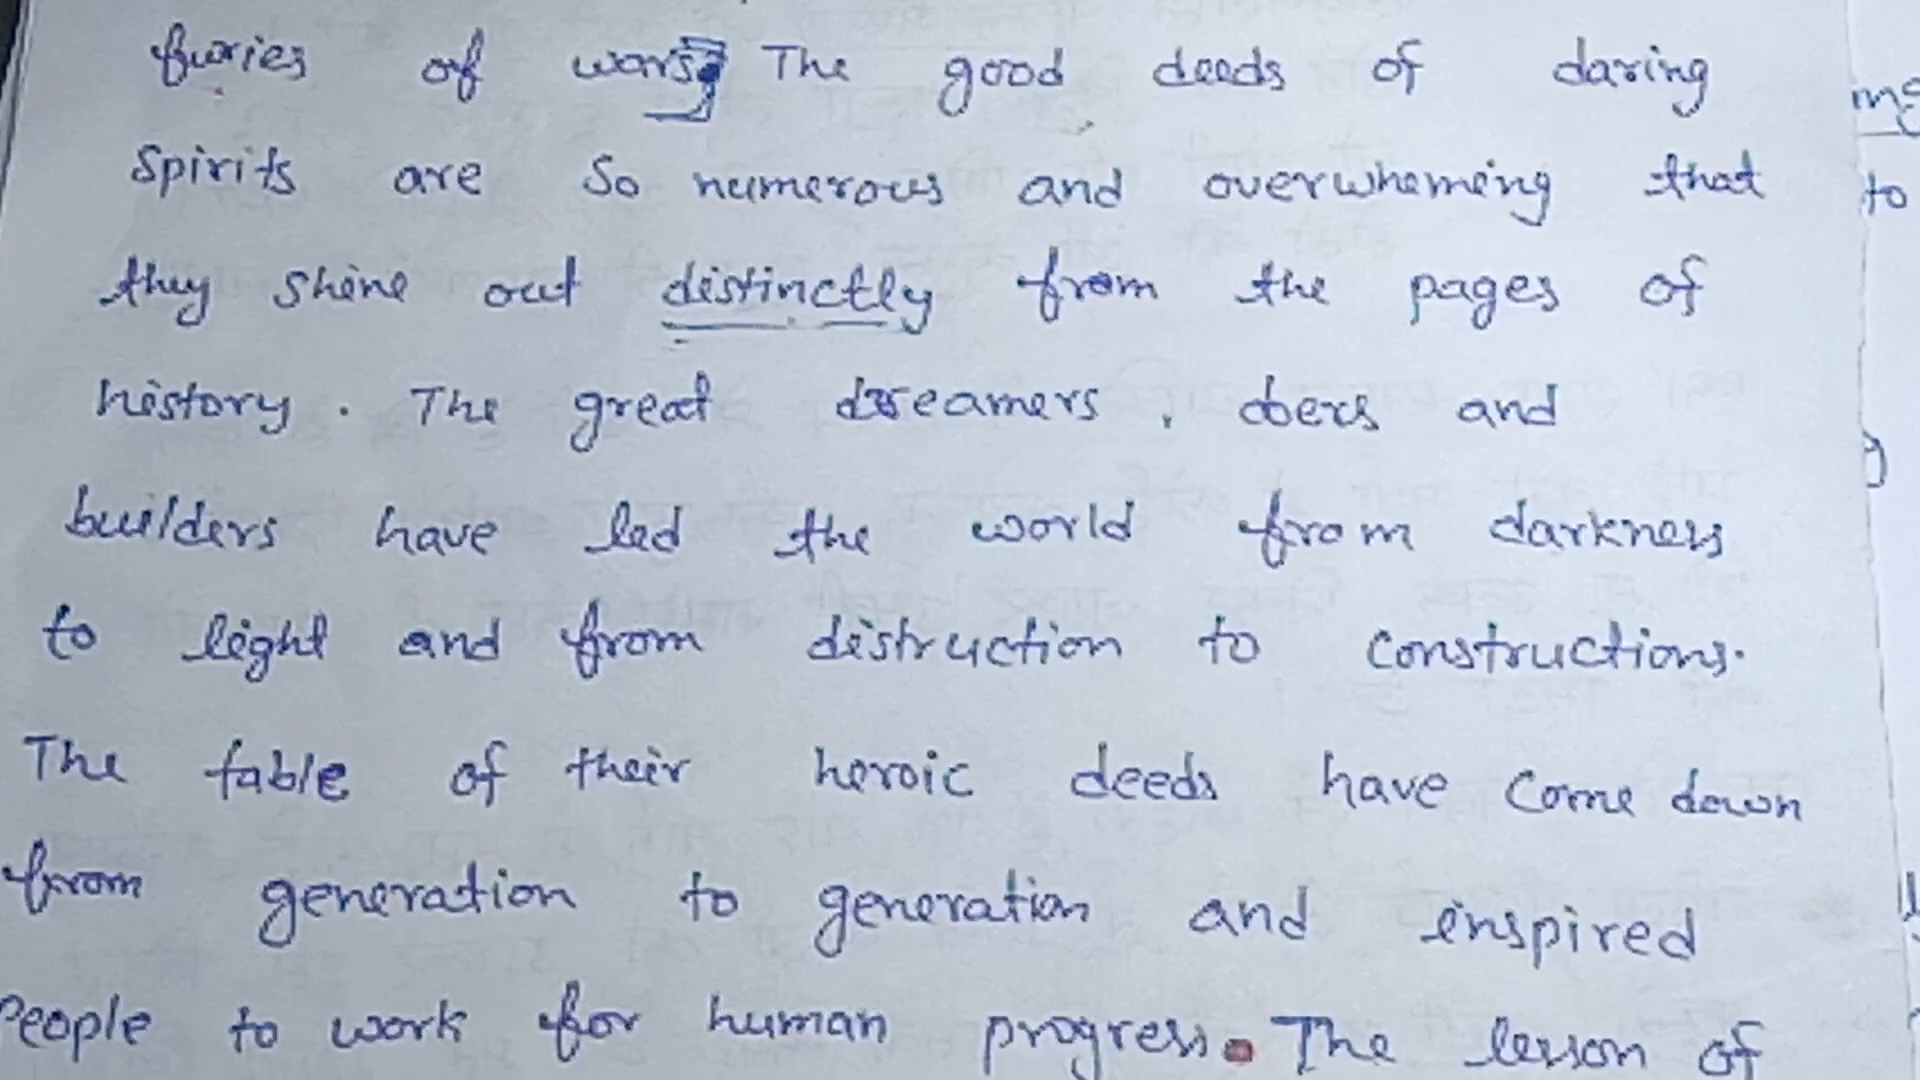 furies of wars The good deeds of daring
Spirits are so numerous and overwheming that
they shine out distinctly from the pages of
history. The great dreamers, doers and
builders have led the world from darkness
to light and from distruction to constructions.
The fable of their heroic deeds have come down
from generation to generation and inspired
People to work for human progress. The lesson of
to